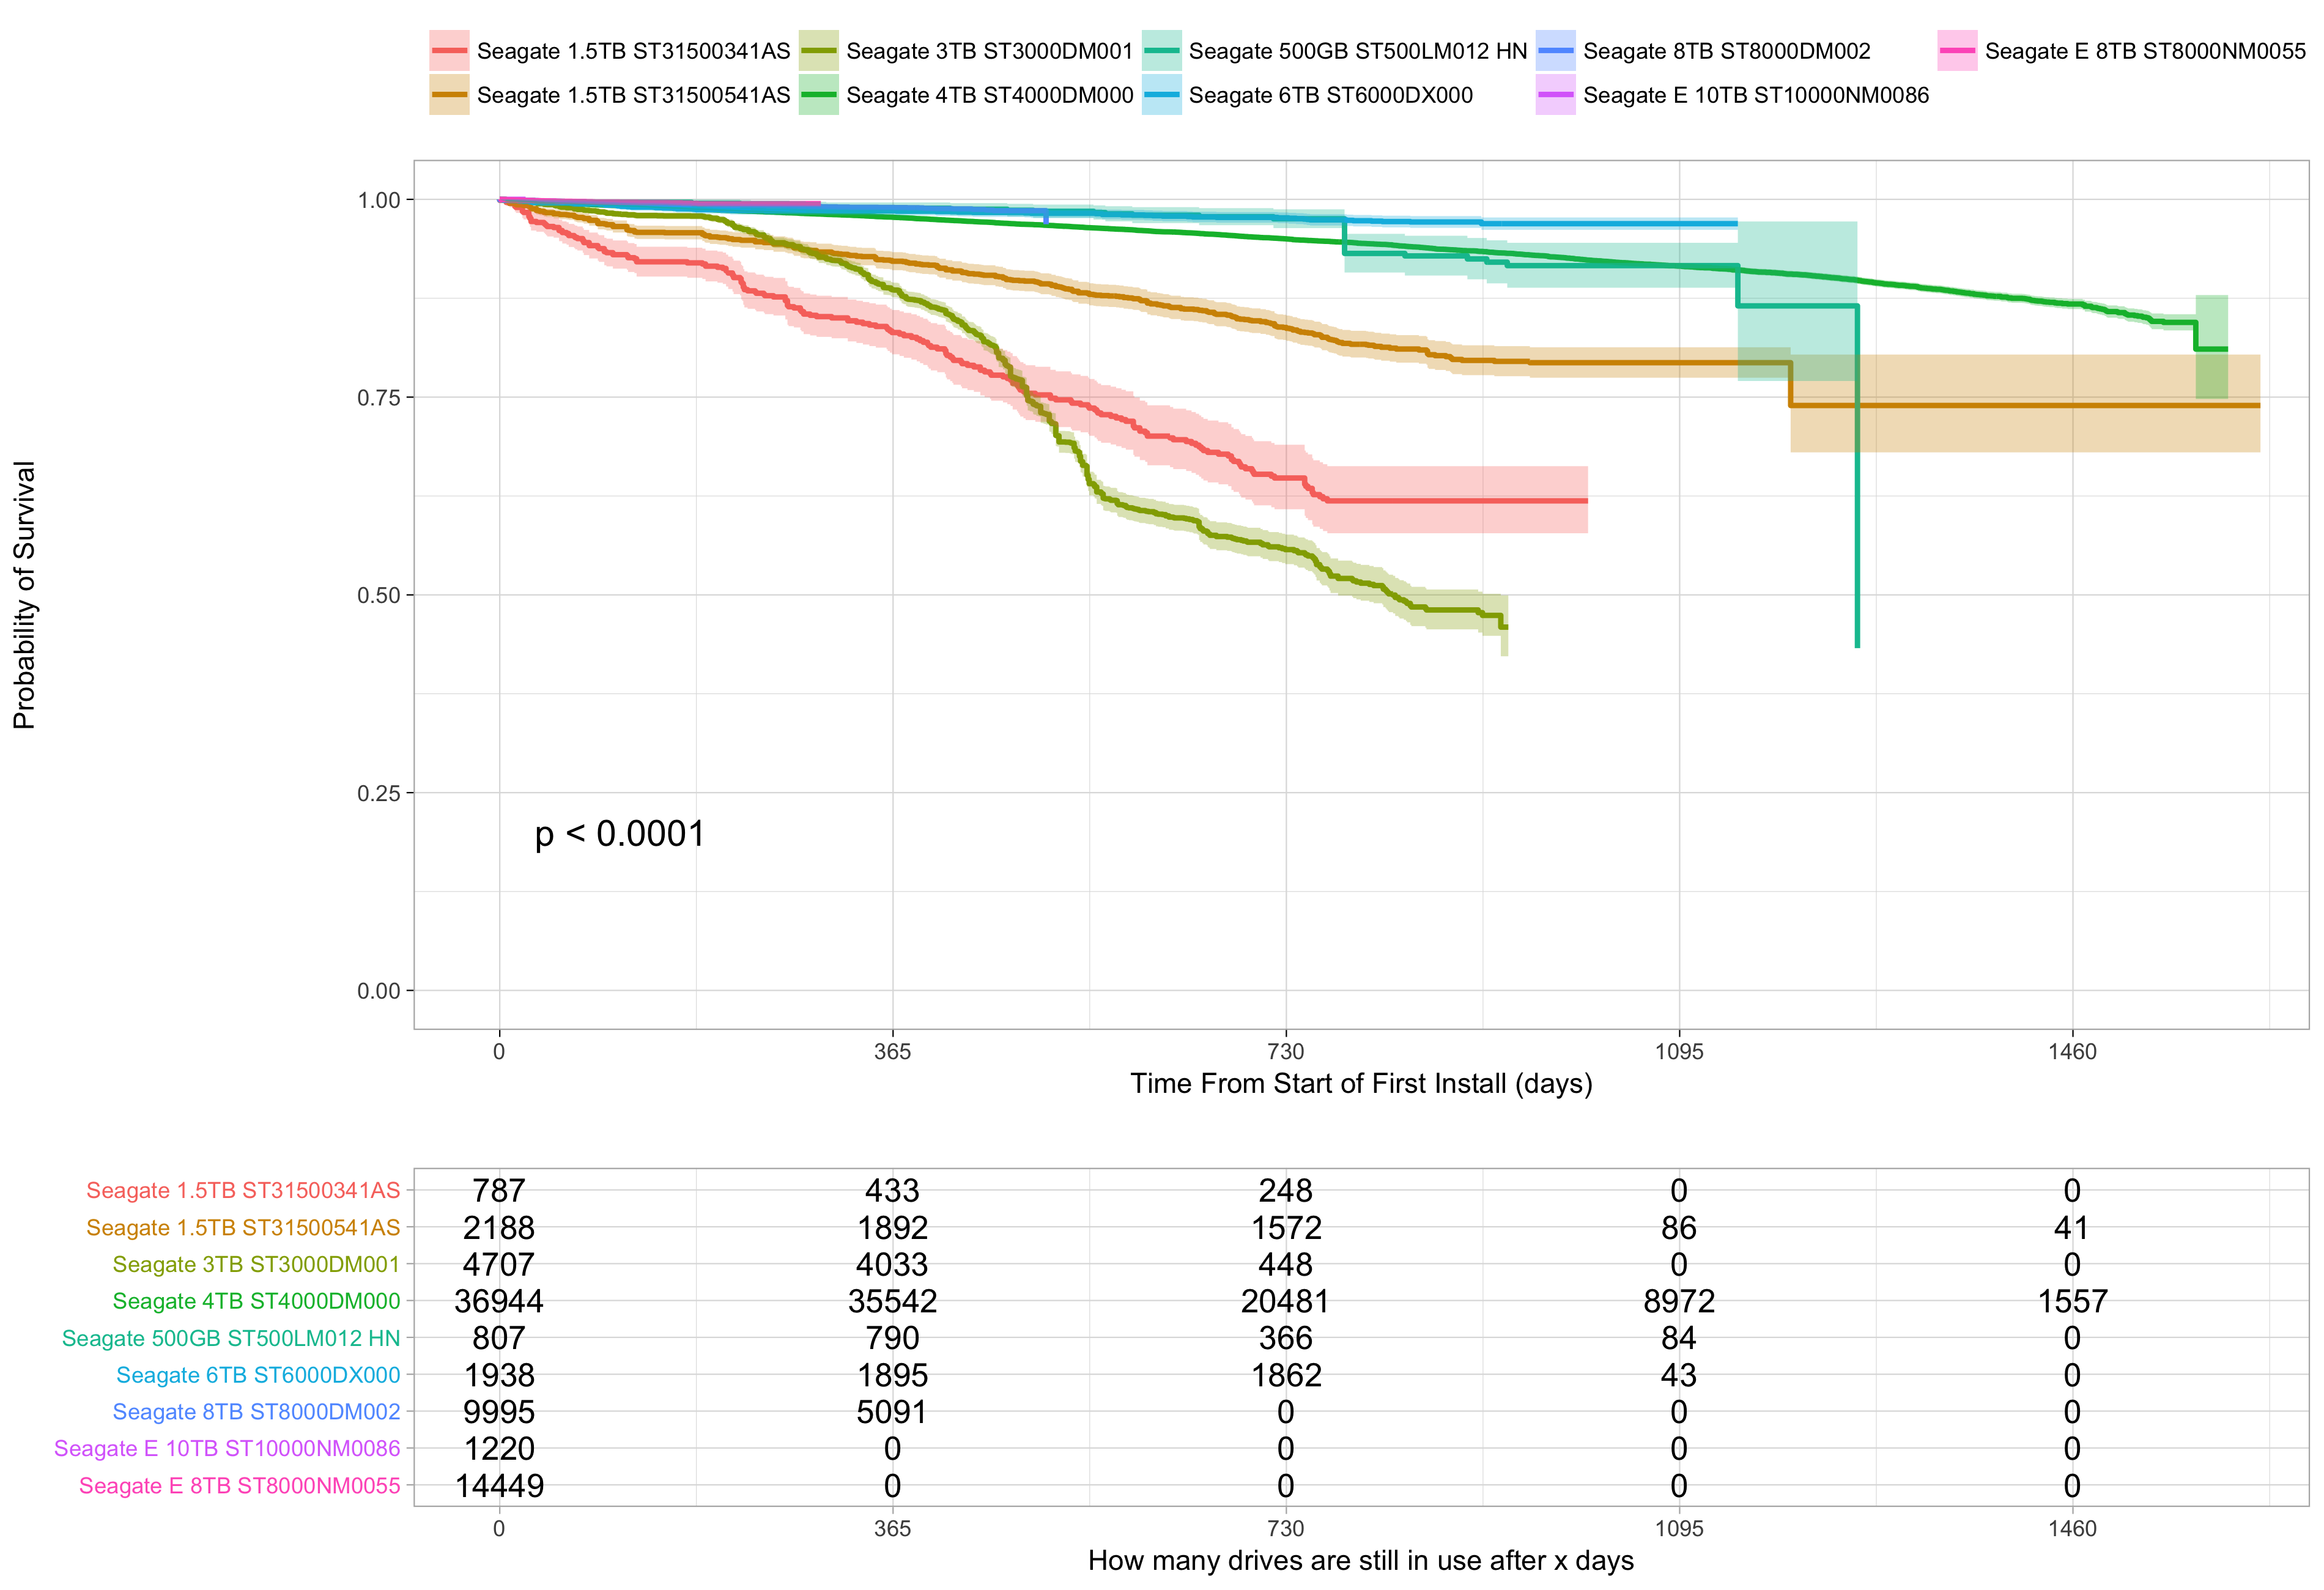 Seagate 1.5TB ST31500341AS Seagate 3TB ST3000DM001 Seagate 500GB ST500LM012 HN Seagate 8TB ST8000DM002 Seagate E 8TB ST8000NM0055
Seagate 1.5TB ST31500541AS Seagate 4TB ST4000DM000 Seagate 6TB ST6000DX000 Seagate E 10TB ST10000NM0086
Probability of Survival
1.00
0.75
0.50
0.25
0.00
p < 0.0001
0 365 730 1095 1460
Time From Start of First Install (days)
Seagate 1.5TB ST31500341AS 787 433 248 0 0
Seagate 1.5TB ST31500541AS 2188 1892 1572 86 41
Seagate 3TB ST3000DM001 4707 4033 448 0 0
Seagate 4TB ST4000DM000 36944 35542 20481 8972 1557
Seagate 500GB ST500LM012 HN 807 790 366 84 0
Seagate 6TB ST6000DX000 1938 1895 1862 43 0
Seagate 8TB ST8000DM002 9995 5091 0 0 0
Seagate E 10TB ST10000NM0086 1220 0 0 0 0
Seagate E 8TB ST8000NM0055 14449 0 0 0 0
0 365 730 1095 1460
How many drives are still in use after x days